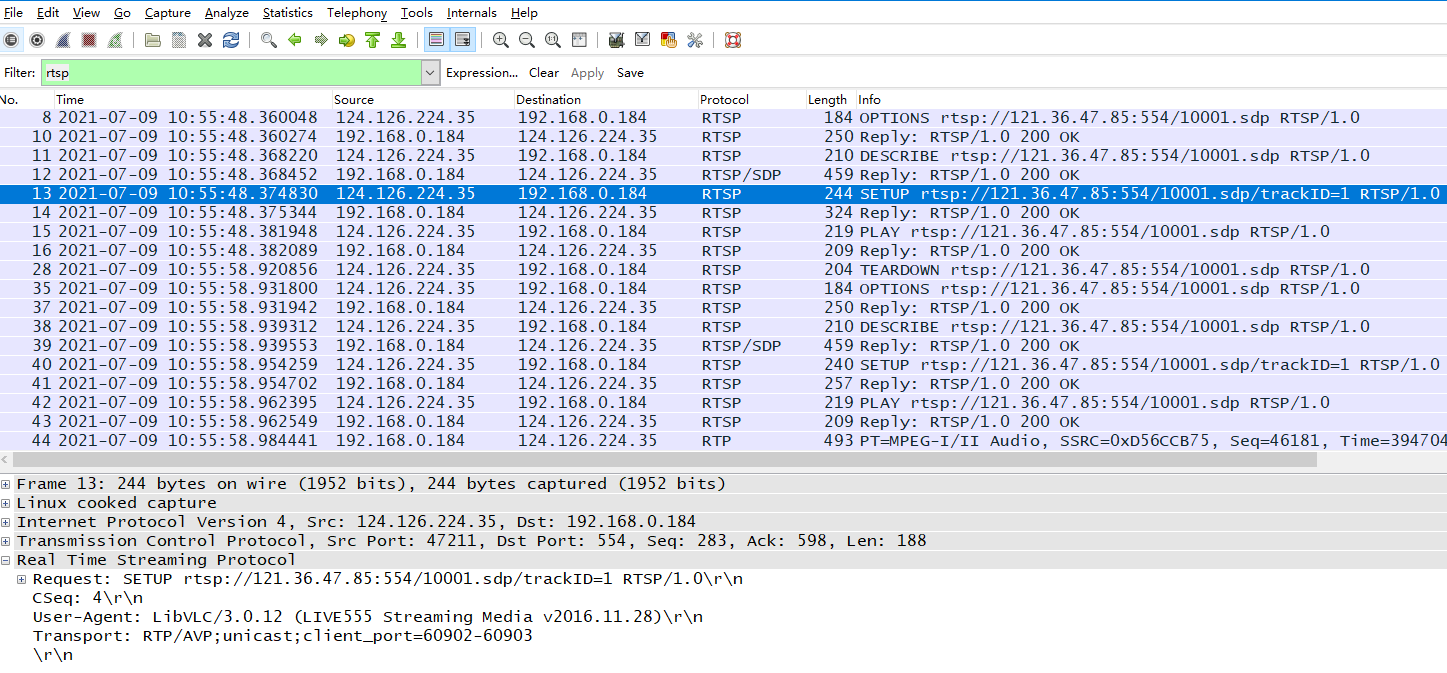 File Edit View Go Capture Analyze Statistics Telephony Tools Internals Help
Filter: rtsp Expression... Clear Apply Save
No. Time Source Destination Protocol Length Info
8 2021-07-09 10:55:48.360048 124.126.224.35 192.168.0.184 RTSP 184 OPTIONS rtsp://121.36.47.85:554/10001.sdp RTSP/1.0
10 2021-07-09 10:55:48.360274 192.168.0.184 124.126.224.35 RTSP 250 Reply: RTSP/1.0 200 OK
11 2021-07-09 10:55:48.368220 124.126.224.35 192.168.0.184 RTSP 210 DESCRIBE rtsp://121.36.47.85:554/10001.sdp RTSP/1.0
12 2021-07-09 10:55:48.368452 192.168.0.184 124.126.224.35 RTSP/SDP 459 Reply: RTSP/1.0 200 OK
13 2021-07-09 10:55:48.374830 124.126.224.35 192.168.0.184 RTSP 244 SETUP rtsp://121.36.47.85:554/10001.sdp/trackID=1 RTSP/1.0
14 2021-07-09 10:55:48.375344 192.168.0.184 124.126.224.35 RTSP 324 Reply: RTSP/1.0 200 OK
15 2021-07-09 10:55:48.381948 124.126.224.35 192.168.0.184 RTSP 219 PLAY rtsp://121.36.47.85:554/10001.sdp RTSP/1.0
16 2021-07-09 10:55:48.382089 192.168.0.184 124.126.224.35 RTSP 209 Reply: RTSP/1.0 200 OK
28 2021-07-09 10:55:58.920856 124.126.224.35 192.168.0.184 RTSP 204 TEARDOWN rtsp://121.36.47.85:554/10001.sdp RTSP/1.0
35 2021-07-09 10:55:58.931800 124.126.224.35 192.168.0.184 RTSP 184 OPTIONS rtsp://121.36.47.85:554/10001.sdp RTSP/1.0
37 2021-07-09 10:55:58.931942 192.168.0.184 124.126.224.35 RTSP 250 Reply: RTSP/1.0 200 OK
38 2021-07-09 10:55:58.939312 124.126.224.35 192.168.0.184 RTSP 210 DESCRIBE rtsp://121.36.47.85:554/10001.sdp RTSP/1.0
39 2021-07-09 10:55:58.939553 192.168.0.184 124.126.224.35 RTSP/SDP 459 Reply: RTSP/1.0 200 OK
40 2021-07-09 10:55:58.954259 124.126.224.35 192.168.0.184 RTSP 240 SETUP rtsp://121.36.47.85:554/10001.sdp/trackID=1 RTSP/1.0
41 2021-07-09 10:55:58.954702 192.168.0.184 124.126.224.35 RTSP 257 Reply: RTSP/1.0 200 OK
42 2021-07-09 10:55:58.962395 124.126.224.35 192.168.0.184 RTSP 219 PLAY rtsp://121.36.47.85:554/10001.sdp RTSP/1.0
43 2021-07-09 10:55:58.962549 192.168.0.184 124.126.224.35 RTSP 209 Reply: RTSP/1.0 200 OK
44 2021-07-09 10:55:58.984441 192.168.0.184 124.126.224.35 RTP 493 PT=MPEG-I/II Audio, SSRC=0xD56CCB75, Seq=46181, Time=394704
Frame 13: 244 bytes on wire (1952 bits), 244 bytes captured (1952 bits)
Linux cooked capture
Internet Protocol Version 4, Src: 124.126.224.35, Dst: 192.168.0.184
Transmission Control Protocol, Src Port: 47211, Dst Port: 554, Seq: 283, Ack: 598, Len: 188
Real Time Streaming Protocol
Request: SETUP rtsp://121.36.47.85:554/10001.sdp/trackID=1 RTSP/1.0\r\n
CSeq: 4\r\n
User-Agent: LibVLC/3.0.12 (LIVE555 Streaming Media v2016.11.28)\r\n
Transport: RTP/AVP;unicast;client_port=60902-60903
\r\n